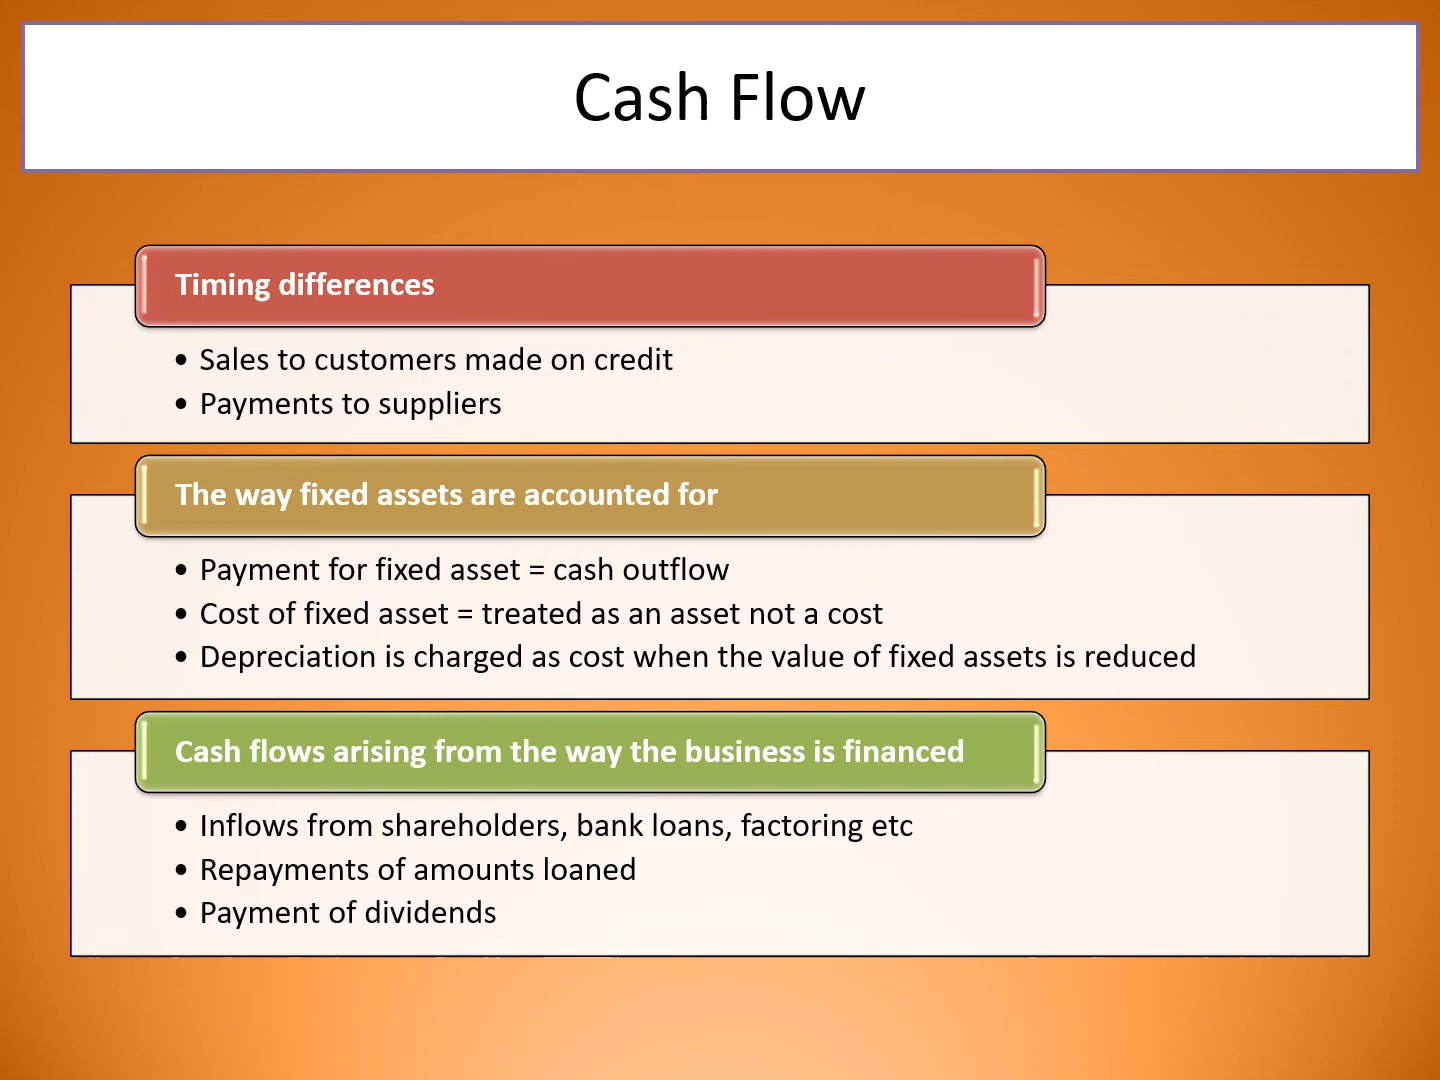 Cash Flow
Timing differences
• Sales to customers made on credit
• Payments to suppliers
The way fixed assets are accounted for
• Payment for fixed asset = cash outflow
• Cost of fixed asset = treated as an asset not a cost
• Depreciation is charged as cost when the value of fixed assets is reduced
Cash flows arising from the way the business is financed
• Inflows from shareholders, bank loans, factoring etc
• Repayments of amounts loaned
• Payment of dividends